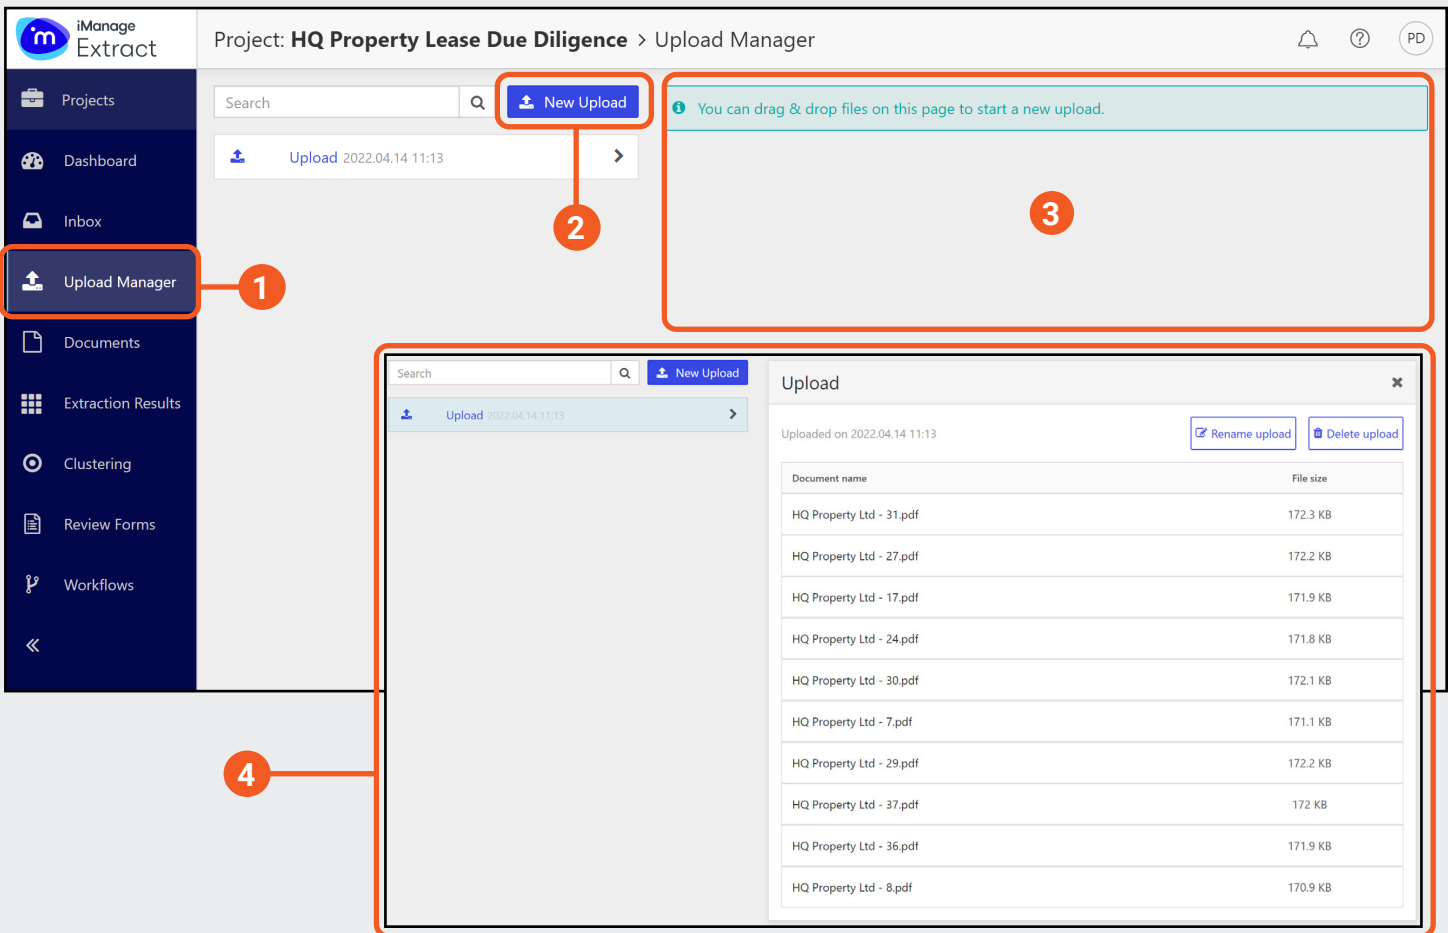 iManage
Extract
Project: HQ Property Lease Due Diligence > Upload Manager
PD
Projects
Dashboard
Inbox
Upload Manager
Documents
Extraction Results
Clustering
Review Forms
Workflows
Search
New Upload
You can drag & drop files on this page to start a new upload.
Upload 2022.04.14 11:13
1
2
3
4
Search
New Upload
Upload 2022.04.14 11:13
Upload
Uploaded on 2022.04.14 11:13
Rename upload
Delete upload
Document name File size
HQ Property Ltd - 31.pdf 172.3 KB
HQ Property Ltd - 27.pdf 172.2 KB
HQ Property Ltd - 17.pdf 171.9 KB
HQ Property Ltd - 24.pdf 171.8 KB
HQ Property Ltd - 30.pdf 172.1 KB
HQ Property Ltd - 7.pdf 171.1 KB
HQ Property Ltd - 29.pdf 172.2 KB
HQ Property Ltd - 37.pdf 172 KB
HQ Property Ltd - 36.pdf 171.9 KB
HQ Property Ltd - 8.pdf 170.9 KB